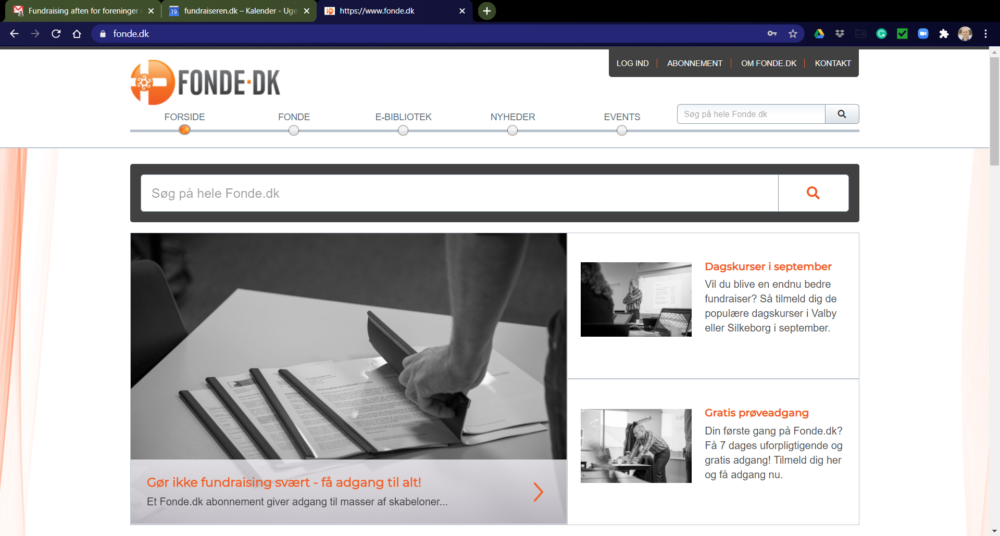 Fundraising aften for foreninger i
fundraiseren.dk – Kalender - Uge
https://www.fonde.dk
fonde.dk
LOG IND
ABONNEMENT
OM FONDE.DK
KONTAKT
FONDE·DK
FORSIDE
FONDE
E-BIBLIOTEK
NYHEDER
EVENTS
Søg på hele Fonde.dk
Søg på hele Fonde.dk
Gør ikke fundraising svært - få adgang til alt!
Et Fonde.dk abonnement giver adgang til masser af skabeloner...
Dagskurser i september
Vil du blive en endnu bedre
fundraiser? Så tilmeld dig de
populære dagskurser i Valby
eller Silkeborg i september.
Gratis prøveadgang
Din første gang på Fonde.dk?
Få 7 dages uforpligtigende og
gratis adgang! Tilmeld dig her
og få adgang nu.